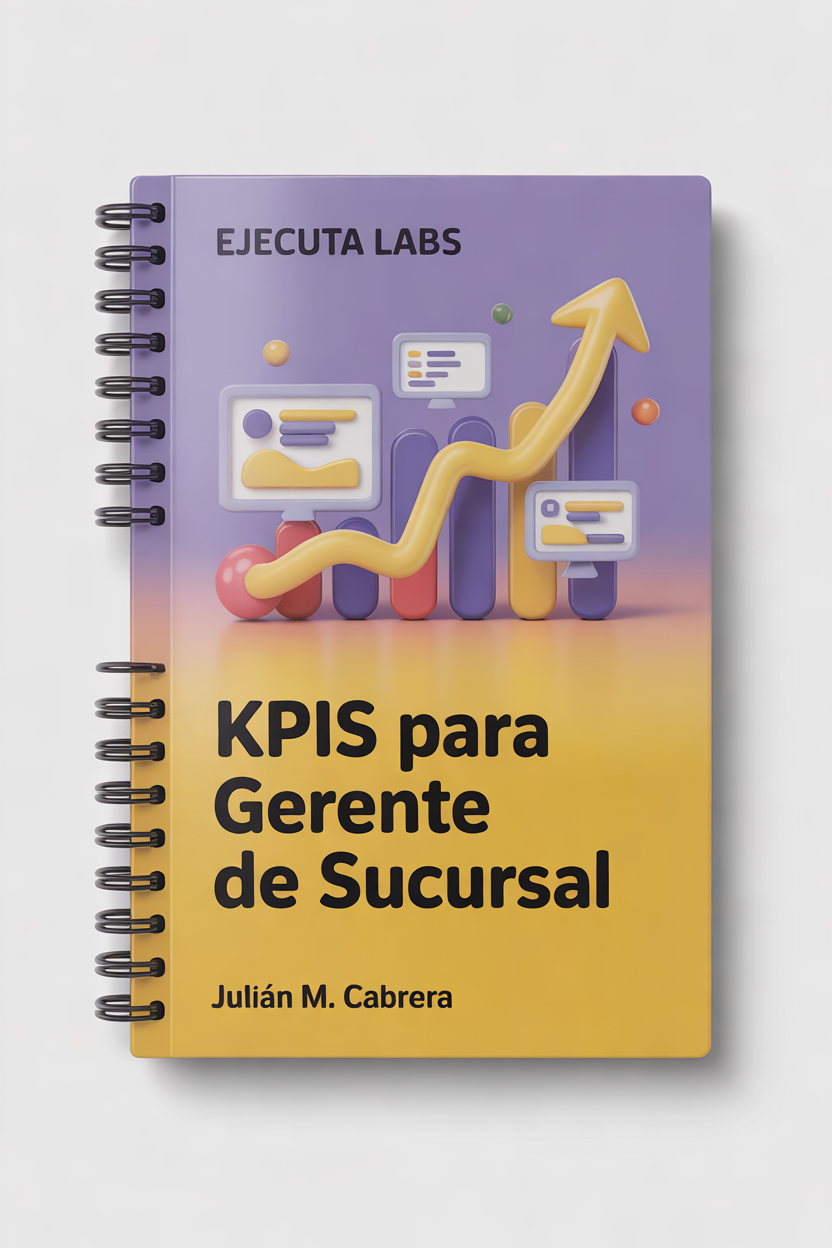 EJECUTA LABS
KPIS para
Gerente
de Sucursal
Julián M. Cabrera